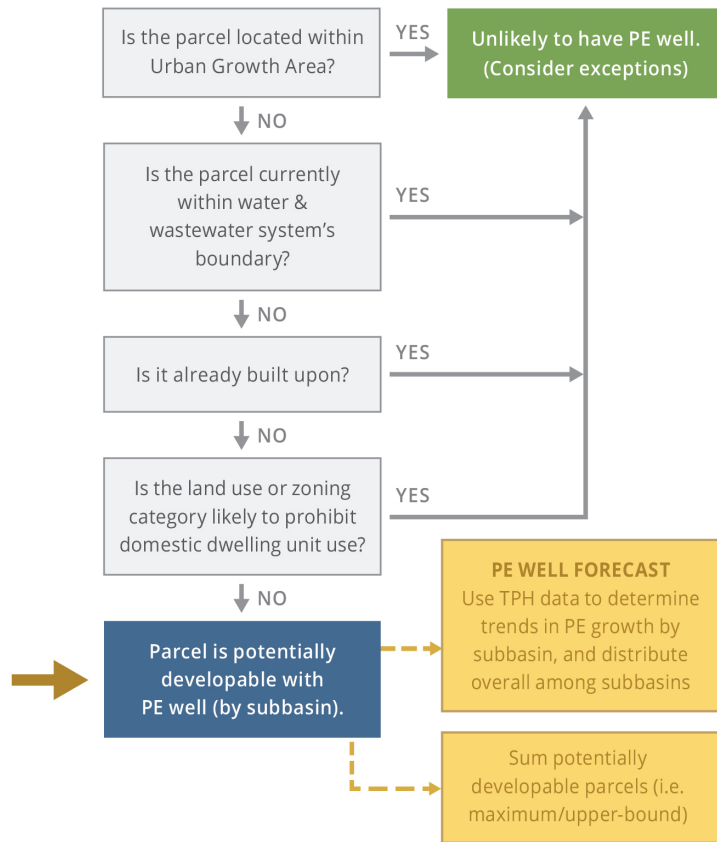 Is the parcel located within
Urban Growth Area?
YES
Unlikely to have PE well.
(Consider exceptions)
NO
Is the parcel currently
within water &
wastewater system's
boundary?
YES
NO
Is it already built upon?
YES
NO
Is the land use or zoning
category likely to prohibit
domestic dwelling unit use?
YES
NO
Parcel is potentially
developable with
PE well (by subbasin).
PE WELL FORECAST
Use TPH data to determine
trends in PE growth by
subbasin, and distribute
overall among subbasins
Sum potentially
developable parcels (i.e.
maximum/upper-bound)